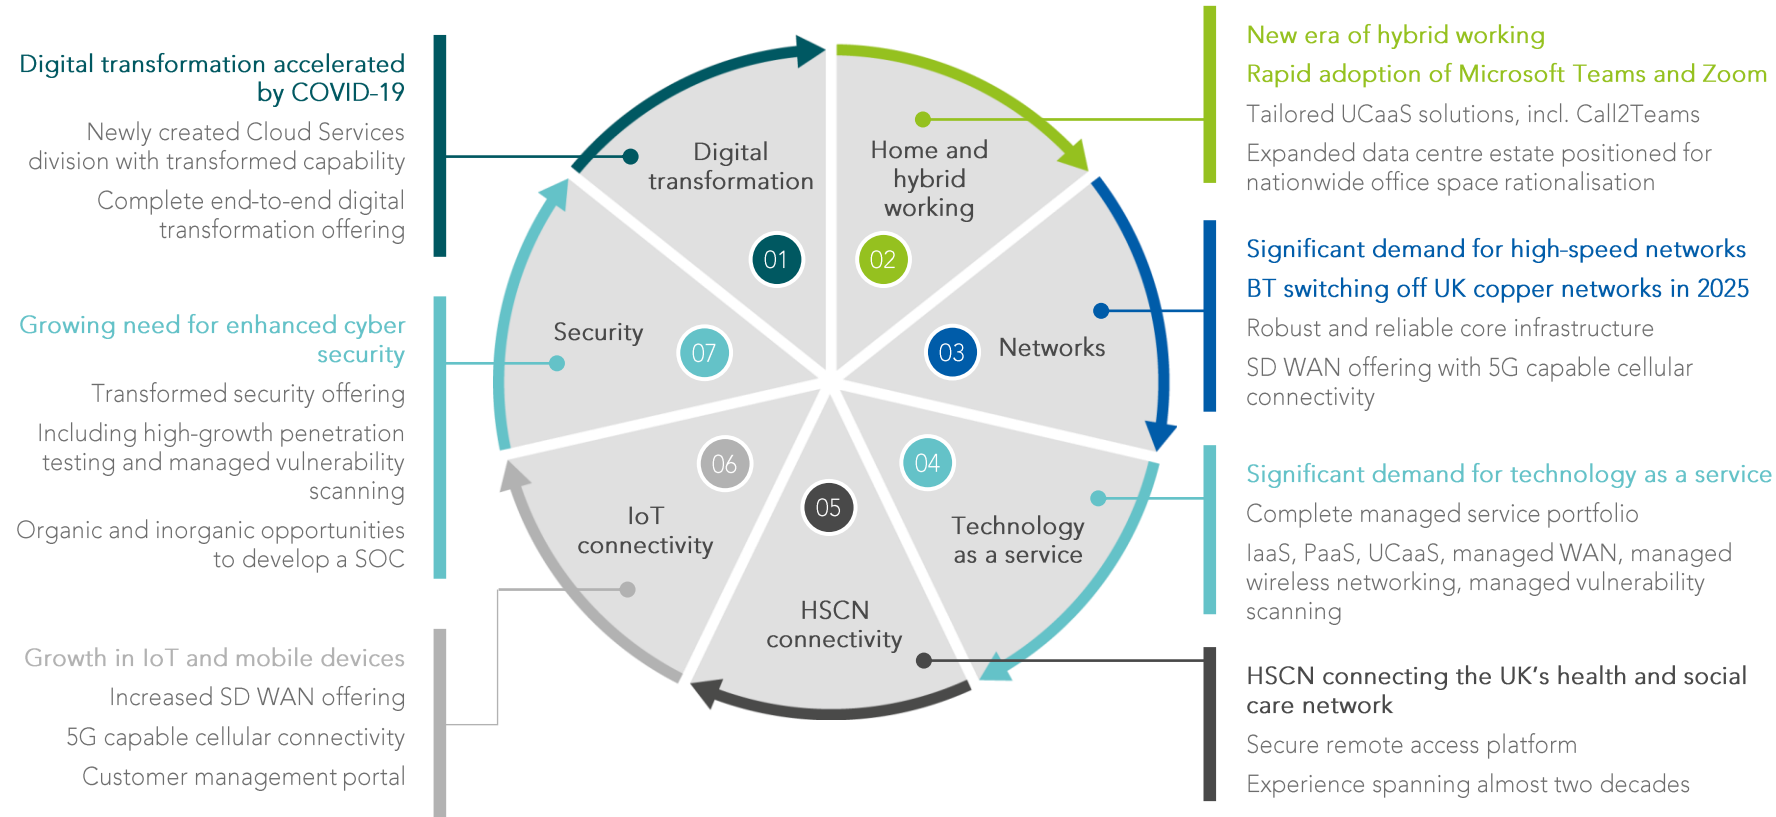 Digital transformation accelerated
by COVID-19
Newly created Cloud Services
division with transformed capability
Complete end-to-end digital
transformation offering
Growing need for enhanced cyber
security
Transformed security offering
Including high-growth penetration
testing and managed vulnerability
scanning
Organic and inorganic opportunities
to develop a SOC
Growth in IoT and mobile devices
Increased SD WAN offering
5G capable cellular connectivity
Customer management portal
Digital
transformation
01
Home and
hybrid
working
02
03
Networks
04
Technology
as a service
05
HSCN
connectivity
06
IoT
connectivity
07
Security
New era of hybrid working
Rapid adoption of Microsoft Teams and Zoom
Tailored UCaaS solutions, incl. Call2Teams
Expanded data centre estate positioned for
nationwide office space rationalisation
Significant demand for high-speed networks
BT switching off UK copper networks in 2025
Robust and reliable core infrastructure
SD WAN offering with 5G capable cellular
connectivity
Significant demand for technology as a service
Complete managed service portfolio
IaaS, PaaS, UCaaS, managed WAN, managed
wireless networking, managed vulnerability
scanning
HSCN connecting the UK's health and social
care network
Secure remote access platform
Experience spanning almost two decades